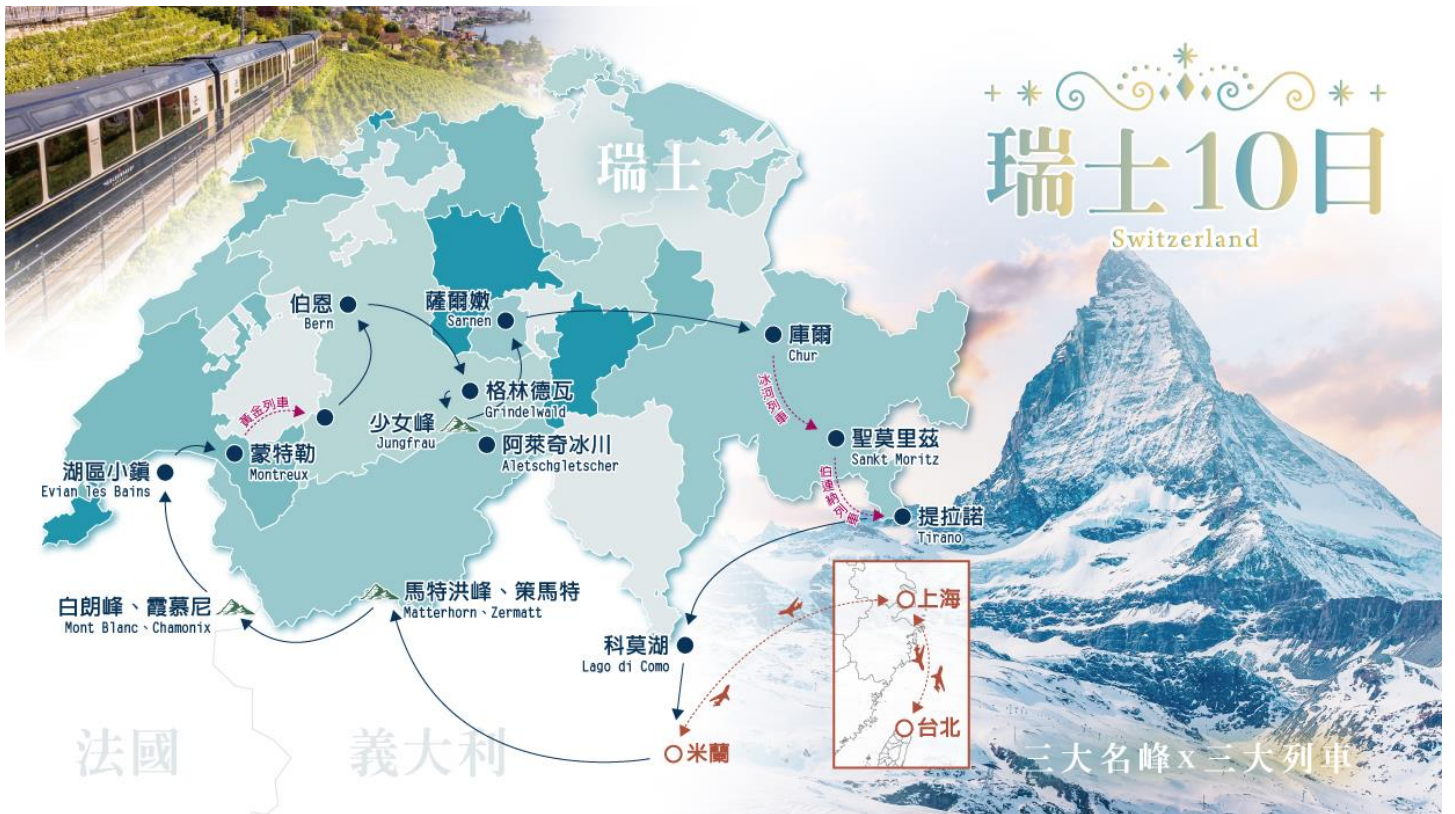 瑞士10日
Switzerland
瑞士
伯恩
Bern
薩爾嫩
Sarnen
庫爾
Chur
冰河列車
格林德瓦
Grindelwald
少女峰
Jungfrau
阿萊奇冰川
Aletschgletscher
黃金列車
蒙特勒
Montreux
聖莫里茲
Sankt Moritz
伯連納列車
湖區小鎮
Evian les Bains
提拉諾
Tirano
馬特洪峰、策馬特
Matterhorn、Zermatt
白朗峰、霞慕尼
Mont Blanc、Chamonix
科莫湖
Lago di Como
上海
台北
米蘭
法國
義大利
三大名峰x三大列車